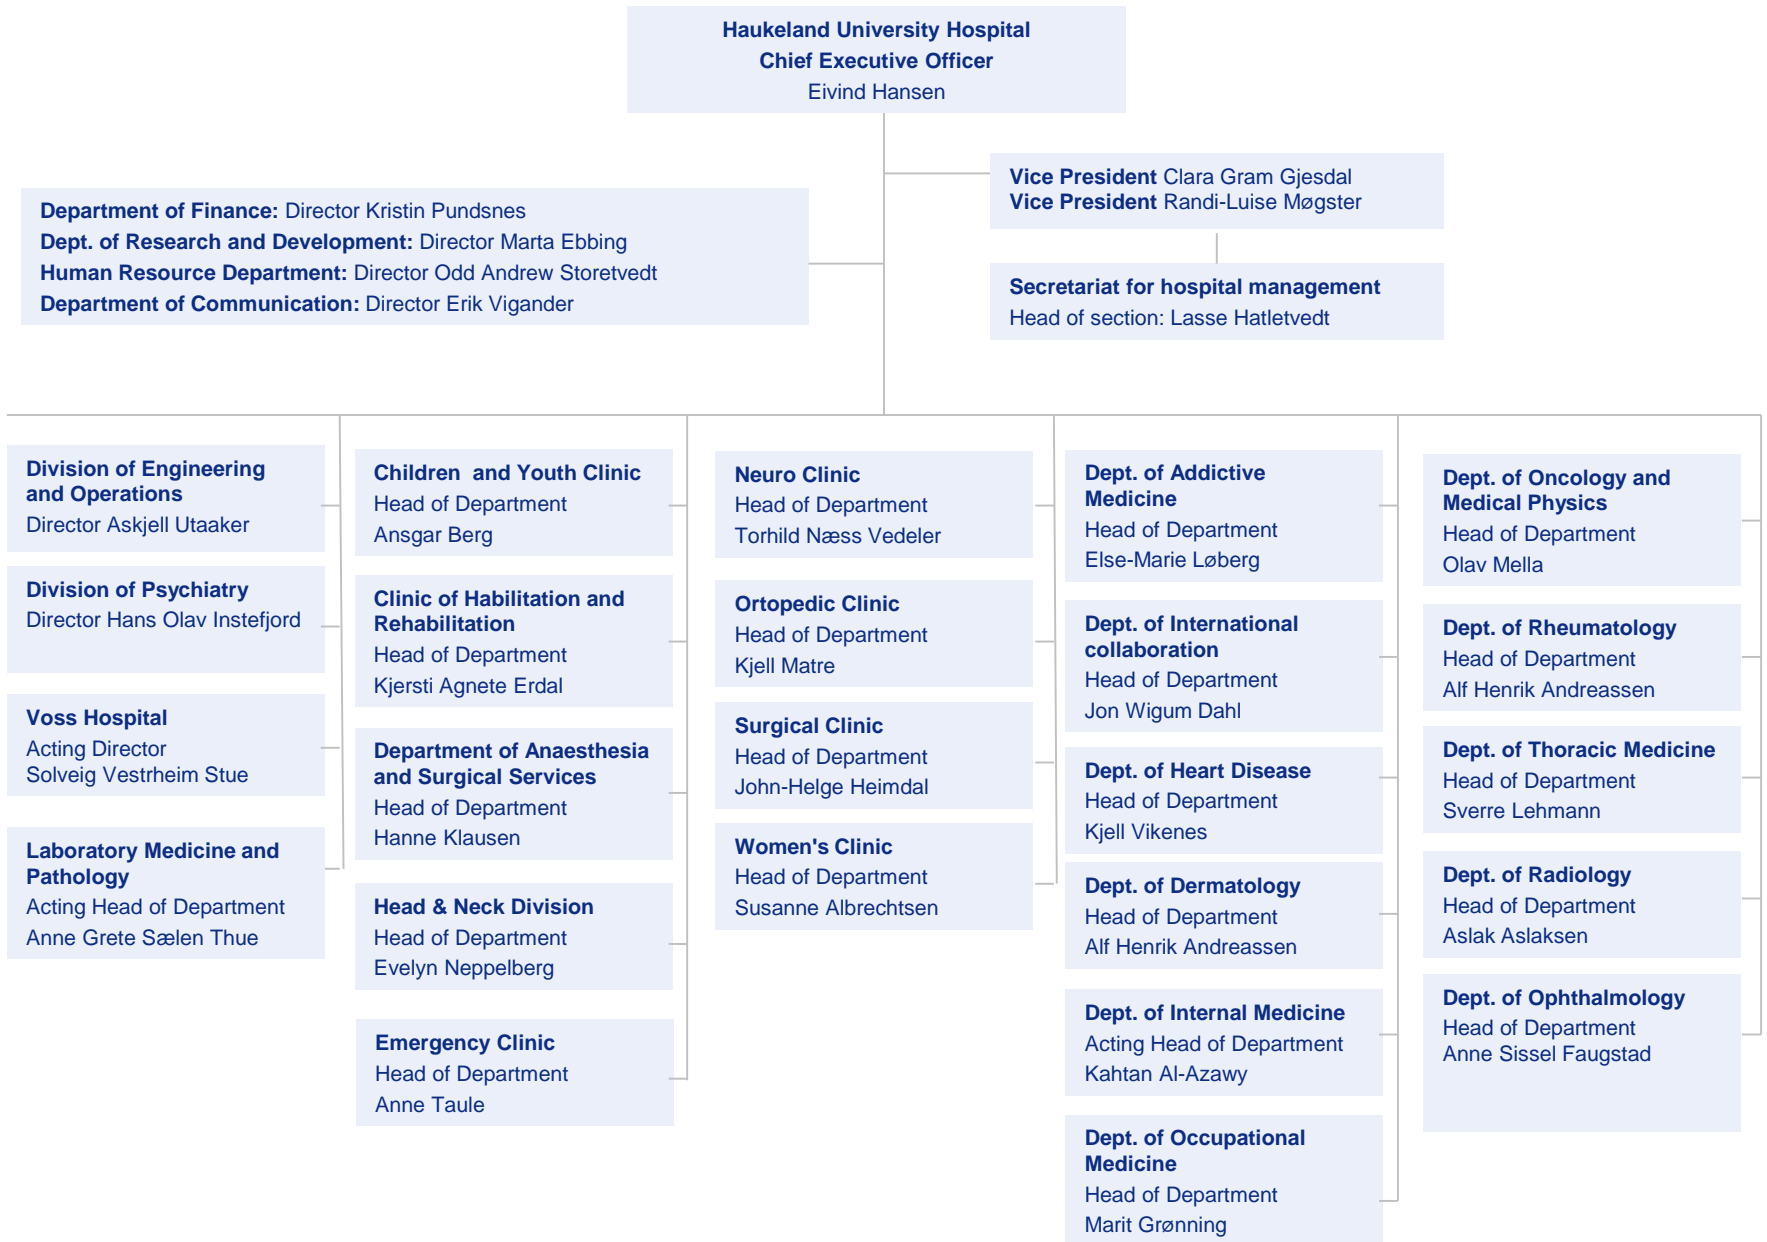 Haukeland University Hospital
Chief Executive Officer
Eivind Hansen
Vice President Clara Gram Gjesdal
Vice President Randi-Luise Møgster
Department of Finance: Director Kristin Pundsnes
Dept. of Research and Development: Director Marta Ebbing
Human Resource Department: Director Odd Andrew Storetvedt
Department of Communication: Director Erik Vigander
Secretariat for hospital management
Head of section: Lasse Hatletvedt
Division of Engineering
and Operations
Director Askjell Utaaker
Division of Psychiatry
Director Hans Olav Instefjord
Voss Hospital
Acting Director
Solveig Vestrheim Stue
Laboratory Medicine and
Pathology
Acting Head of Department
Anne Grete Sælen Thue
Children  and Youth Clinic
Head of Department
Ansgar Berg
Clinic of Habilitation and
Rehabilitation
Head of Department
Kjersti Agnete Erdal
Department of Anaesthesia
and Surgical Services
Head of Department
Hanne Klausen
Head & Neck Division
Head of Department
Evelyn Neppelberg
Emergency Clinic
Head of Department
Anne Taule
Neuro Clinic
Head of Department
Torhild Næss Vedeler
Ortopedic Clinic
Head of Department
Kjell Matre
Surgical Clinic
Head of Department
John-Helge Heimdal
Women's Clinic
Head of Department
Susanne Albrechtsen
Dept. of Addictive
Medicine
Head of Department
Else-Marie Løberg
Dept. of International
collaboration
Head of Department
Jon Wigum Dahl
Dept. of Heart Disease
Head of Department
Kjell Vikenes
Dept. of Dermatology
Head of Department
Alf Henrik Andreassen
Dept. of Internal Medicine
Acting Head of Department
Kahtan Al-Azawy
Dept. of Occupational
Medicine
Head of Department
Marit Grønning
Dept. of Oncology and
Medical Physics
Head of Department
Olav Mella
Dept. of Rheumatology
Head of Department
Alf Henrik Andreassen
Dept. of Thoracic Medicine
Head of Department
Sverre Lehmann
Dept. of Radiology
Head of Department
Aslak Aslaksen
Dept. of Ophthalmology
Head of Department
Anne Sissel Faugstad